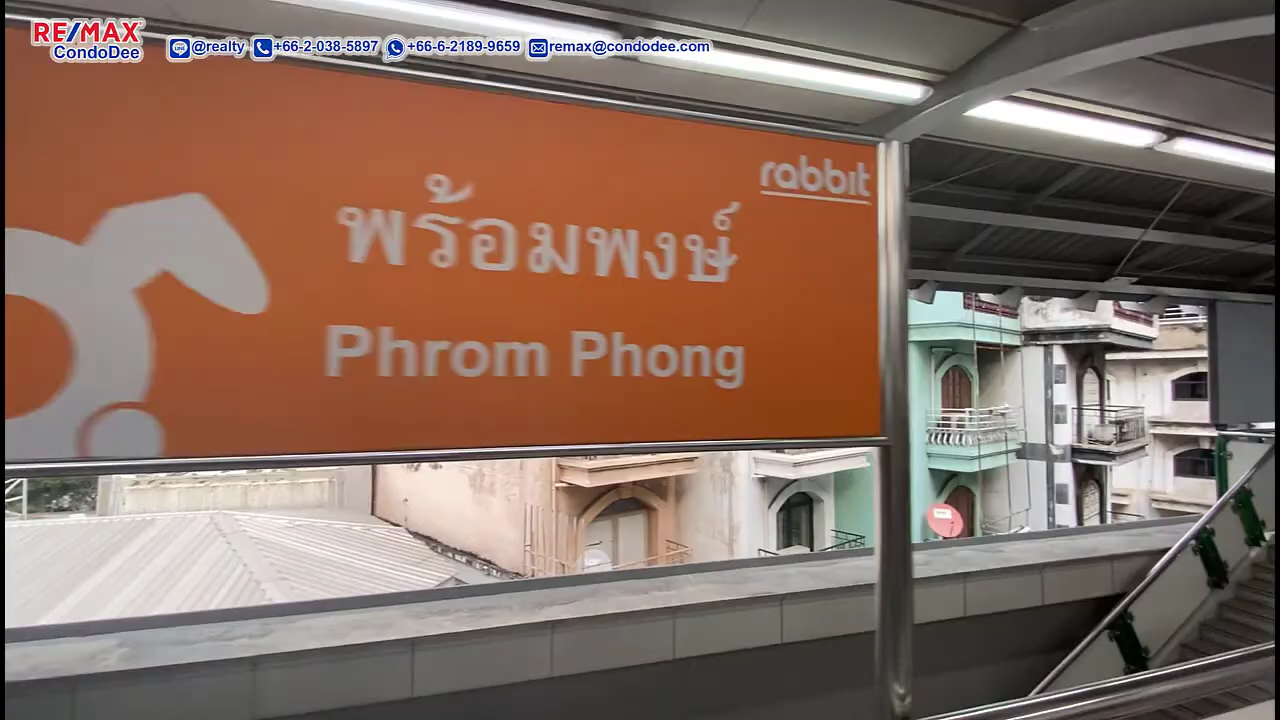 RE/MAX
CondoDee
@realty +66-2-038-5897 +66-6-2189-9659 remax@condodee.com
rabbit
พร้อมพงษ์
Phrom Phong